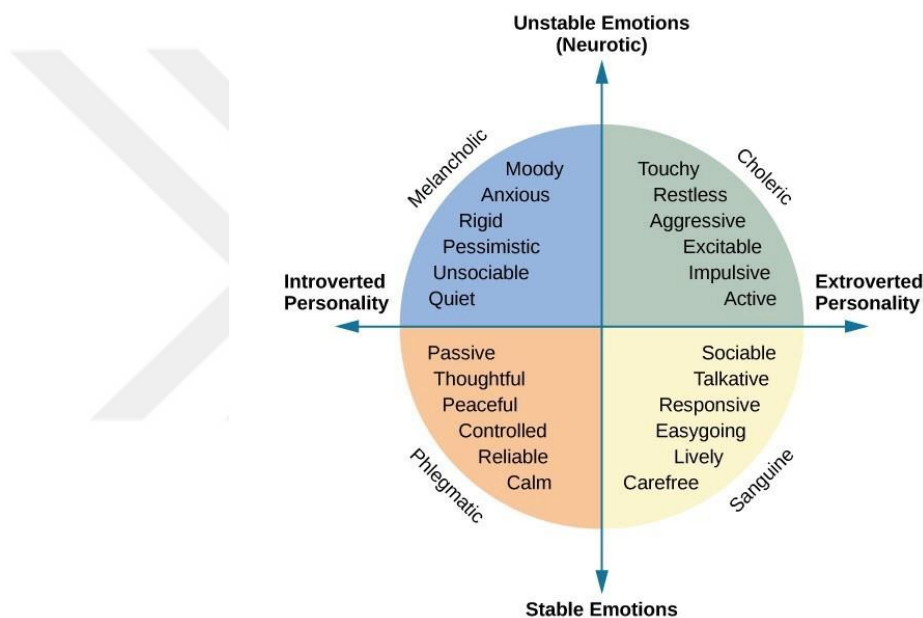 Unstable Emotions
(Neurotic)
Melancholic
Choleric
Moody
Anxious
Rigid
Pessimistic
Unsociable
Quiet
Touchy
Restless
Aggressive
Excitable
Impulsive
Active
Introverted
Personality
Extroverted
Personality
Passive
Thoughtful
Peaceful
Controlled
Reliable
Calm
Sociable
Talkative
Responsive
Easygoing
Lively
Carefree
Phlegmatic
Sanguine
Stable Emotions